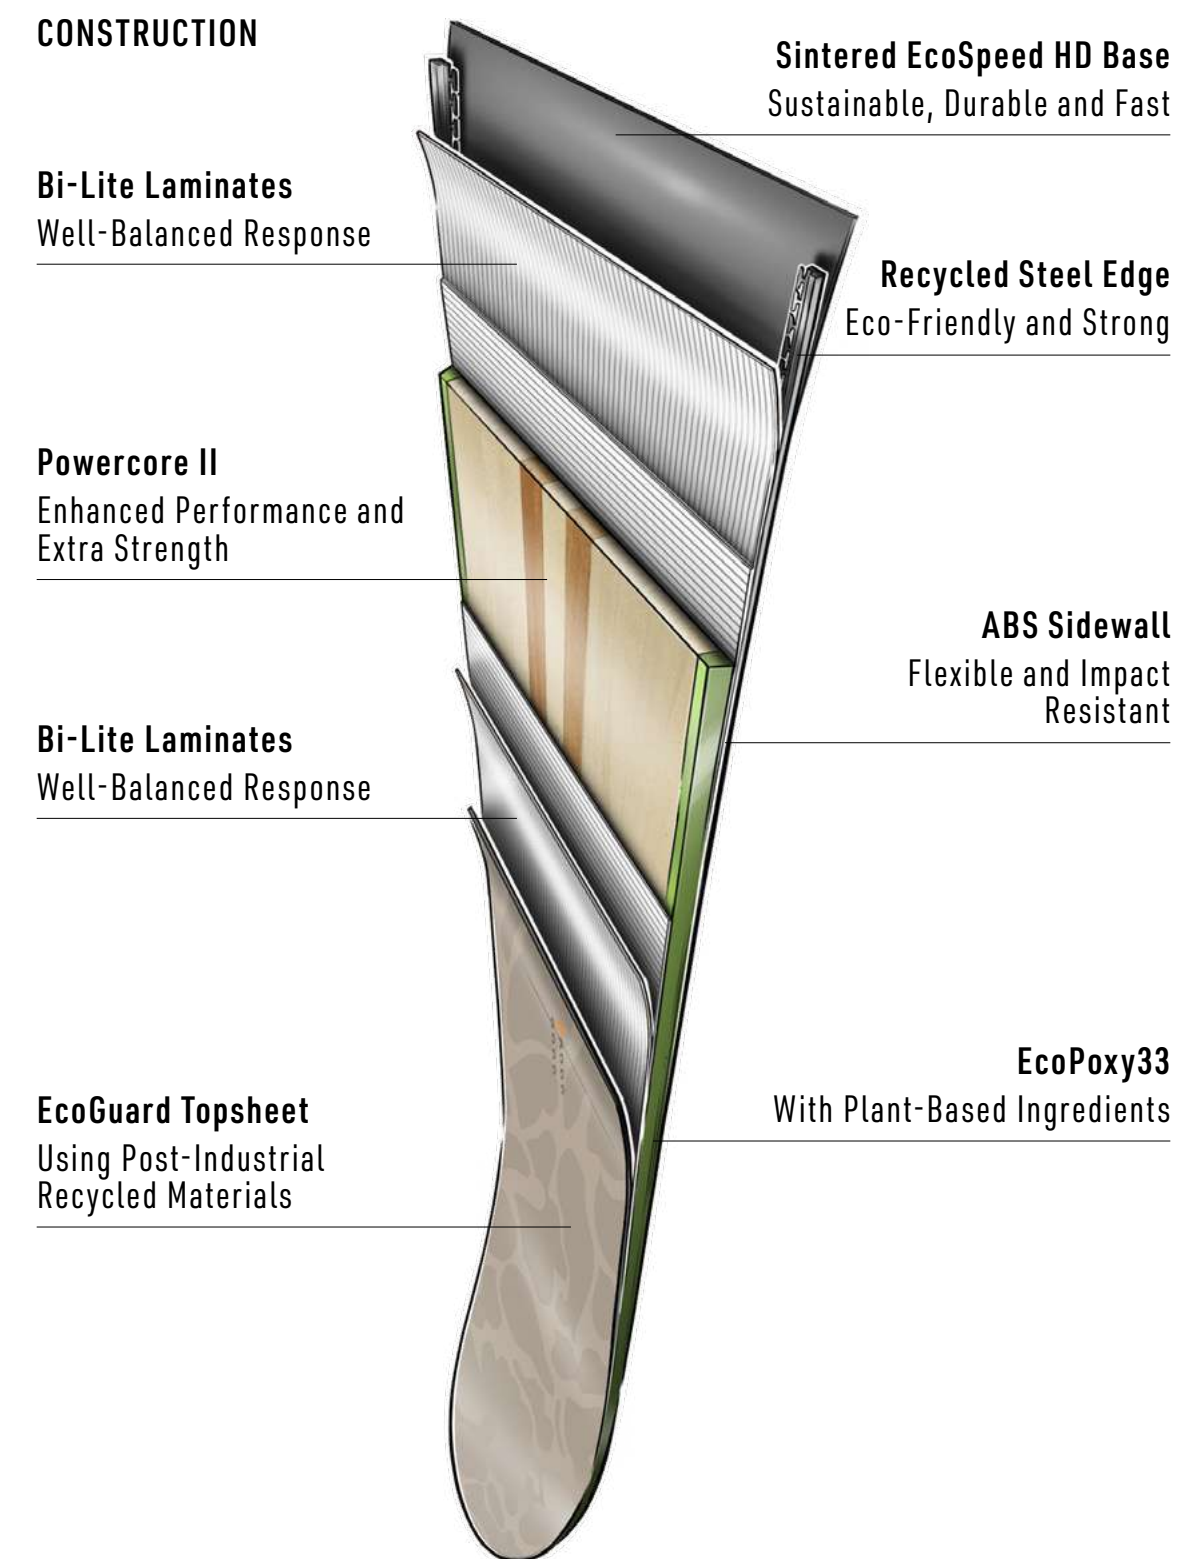 CONSTRUCTION
Sintered EcoSpeed HD Base
Sustainable, Durable and Fast
Bi-Lite Laminates
Well-Balanced Response
Recycled Steel Edge
Eco-Friendly and Strong
Powercore II
Enhanced Performance and
Extra Strength
ABS Sidewall
Flexible and Impact
Resistant
Bi-Lite Laminates
Well-Balanced Response
EcoPoxy33
With Plant-Based Ingredients
EcoGuard Topsheet
Using Post-Industrial
Recycled Materials